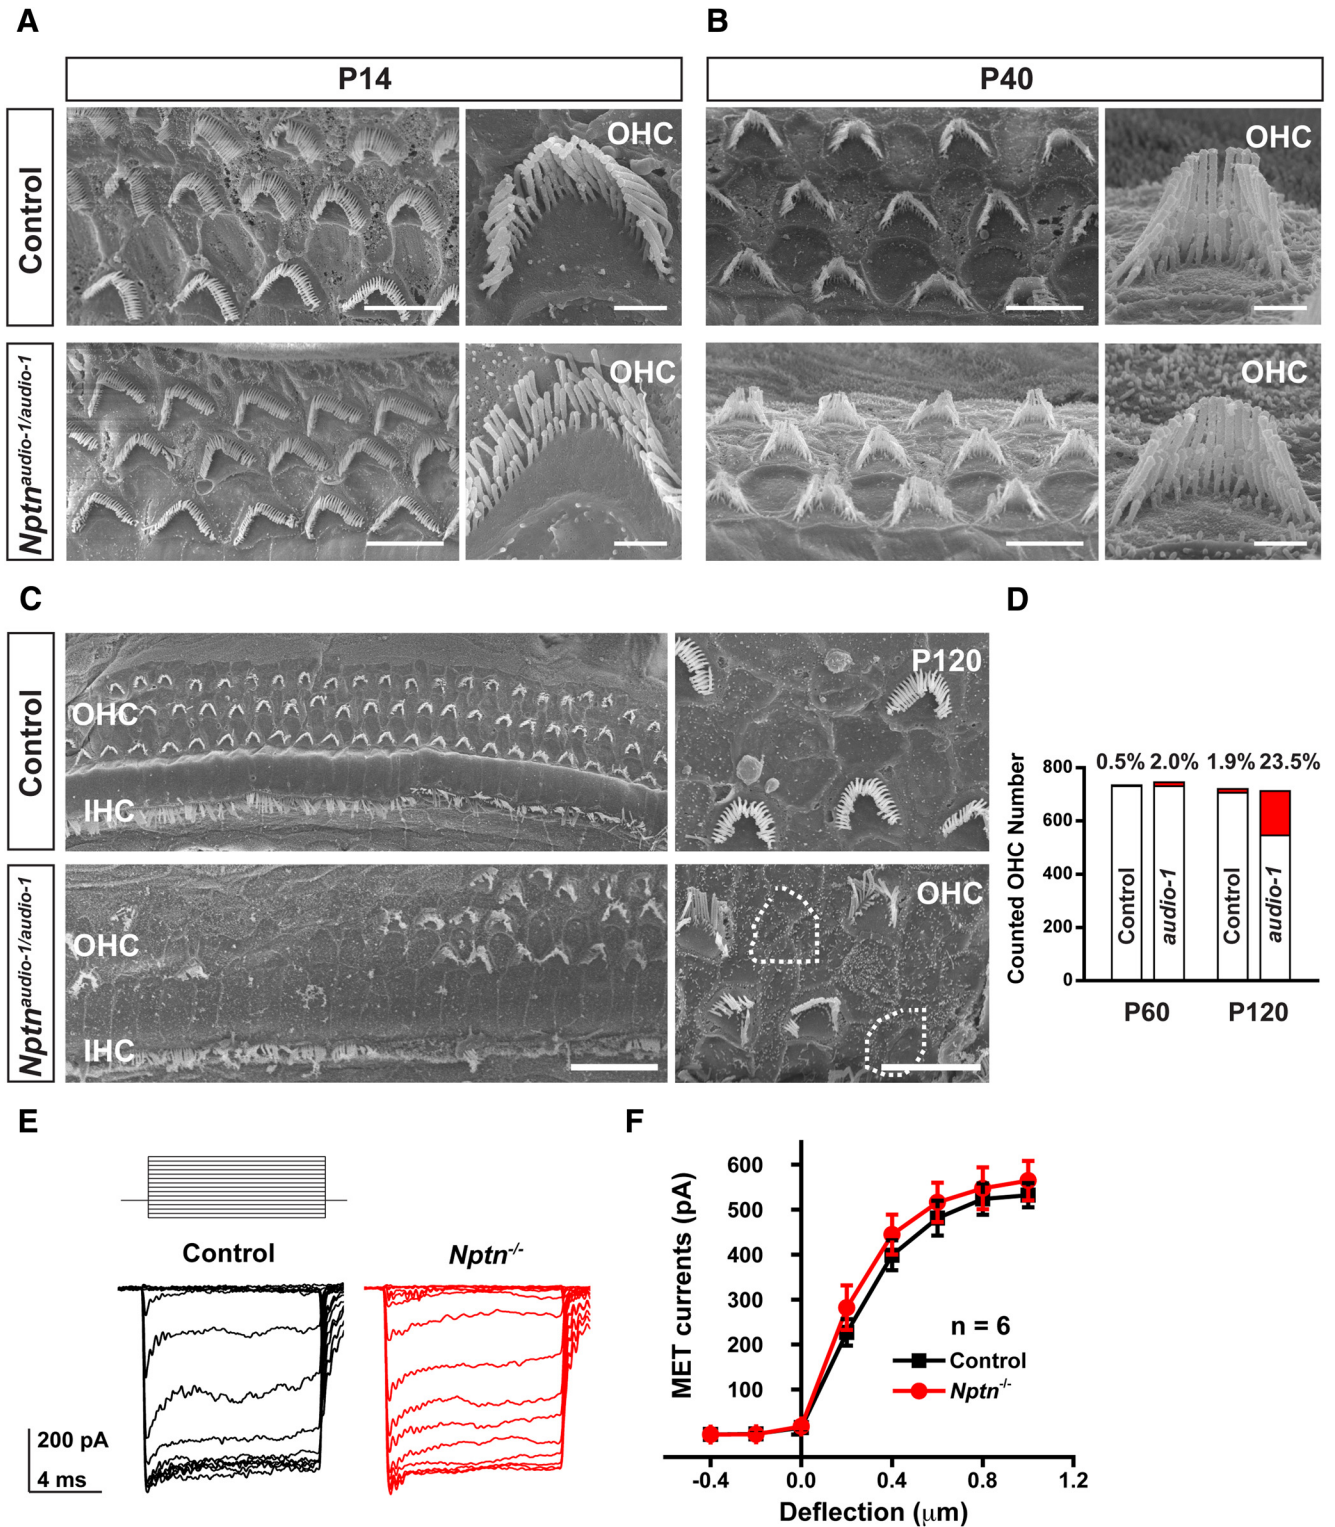 A
B
P14
P40
Control
OHC
OHC
Nptn^audio-1/audio-1
OHC
OHC
C
D
Control
OHC
IHC
P120
Nptn^audio-1/audio-1
OHC
IHC
OHC
Counted OHC Number
0.5% 2.0% 1.9% 23.5%
800
600
400
200
0
Control
audio-1
Control
audio-1
P60
P120
E
F
Control
Nptn^-/-
200 pA
4 ms
MET currents (pA)
600
500
400
300
200
100
n = 6
Control
Nptn^-/-
-0.4
0.0
0.4
0.8
1.2
Deflection (μm)